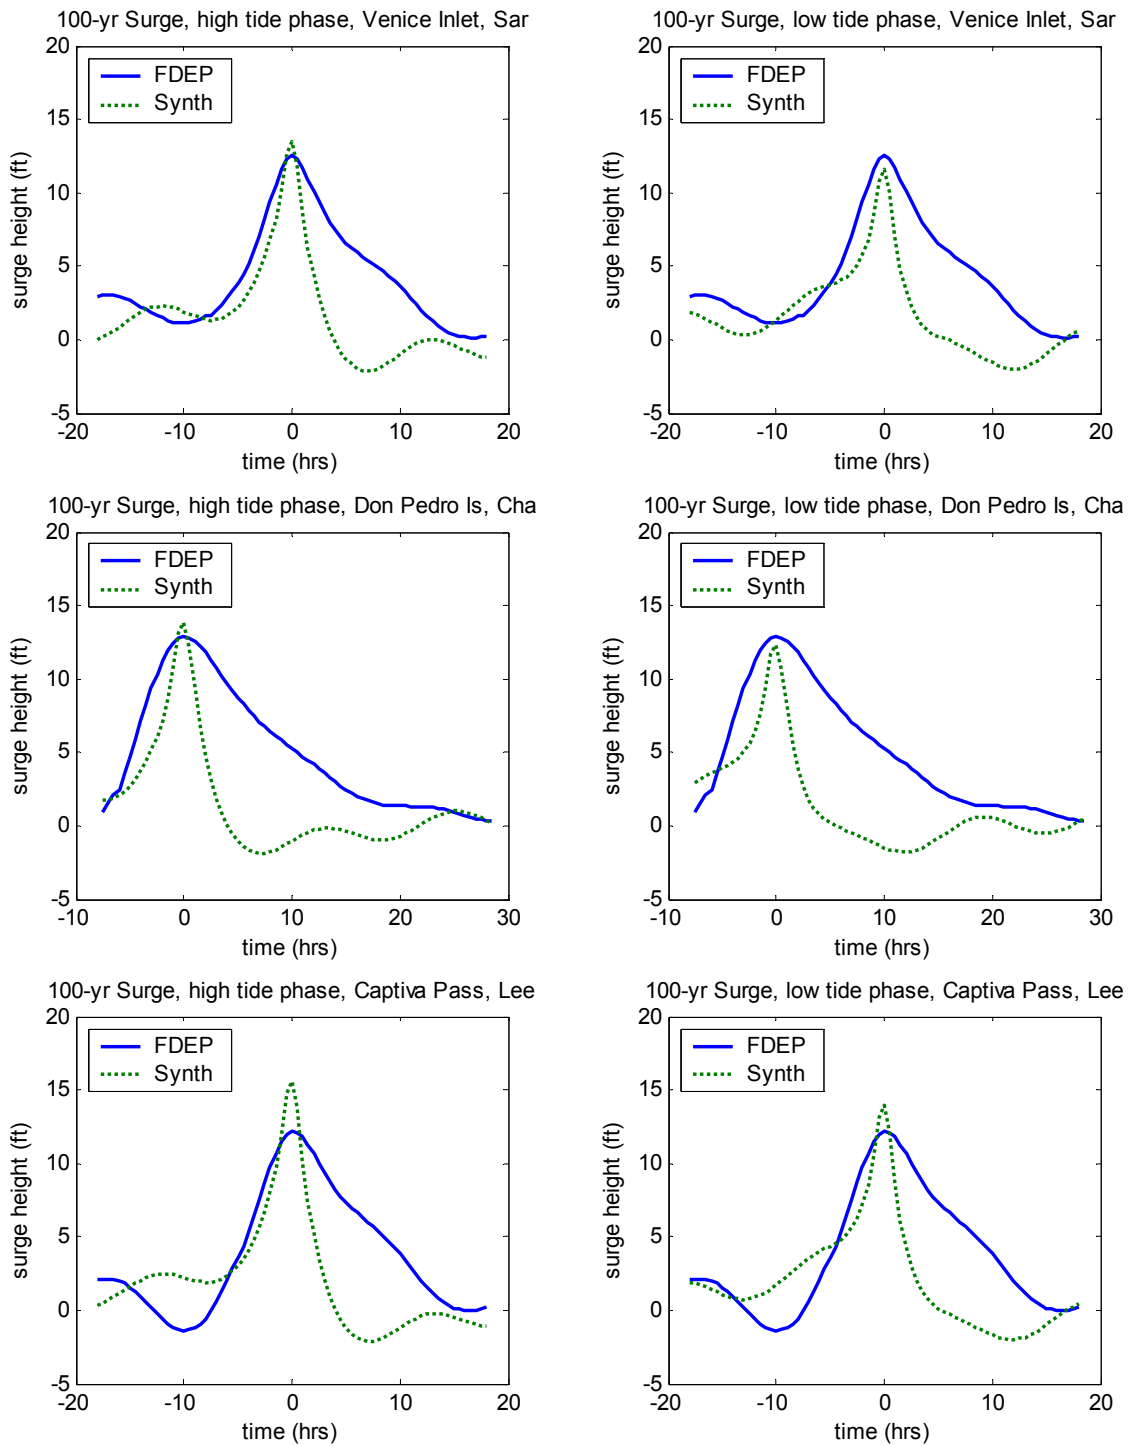 100-yr Surge, high tide phase, Venice Inlet, Sar
20
15
10
5
0
-5
surge height (ft)
FDEP
Synth
-20 -10 0 10 20
time (hrs)
100-yr Surge, low tide phase, Venice Inlet, Sar
20
15
10
5
0
-5
surge height (ft)
FDEP
Synth
-20 -10 0 10 20
time (hrs)
100-yr Surge, high tide phase, Don Pedro Is, Cha
20
15
10
5
0
-5
surge height (ft)
FDEP
Synth
-10 0 10 20 30
time (hrs)
100-yr Surge, low tide phase, Don Pedro Is, Cha
20
15
10
5
0
-5
surge height (ft)
FDEP
Synth
-10 0 10 20 30
time (hrs)
100-yr Surge, high tide phase, Captiva Pass, Lee
20
15
10
5
0
-5
surge height (ft)
FDEP
Synth
-20 -10 0 10 20
time (hrs)
100-yr Surge, low tide phase, Captiva Pass, Lee
20
15
10
5
0
-5
surge height (ft)
FDEP
Synth
-20 -10 0 10 20
time (hrs)